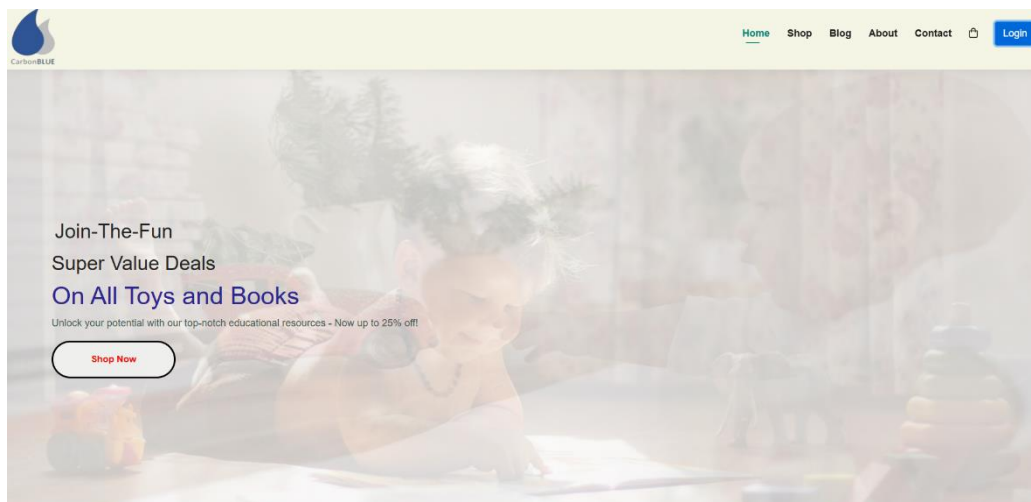 CarbonBLUE
Home Shop Blog About Contact Login
Join-The-Fun
Super Value Deals
On All Toys and Books
Unlock your potential with our top-notch educational resources - Now up to 25% off!
Shop Now